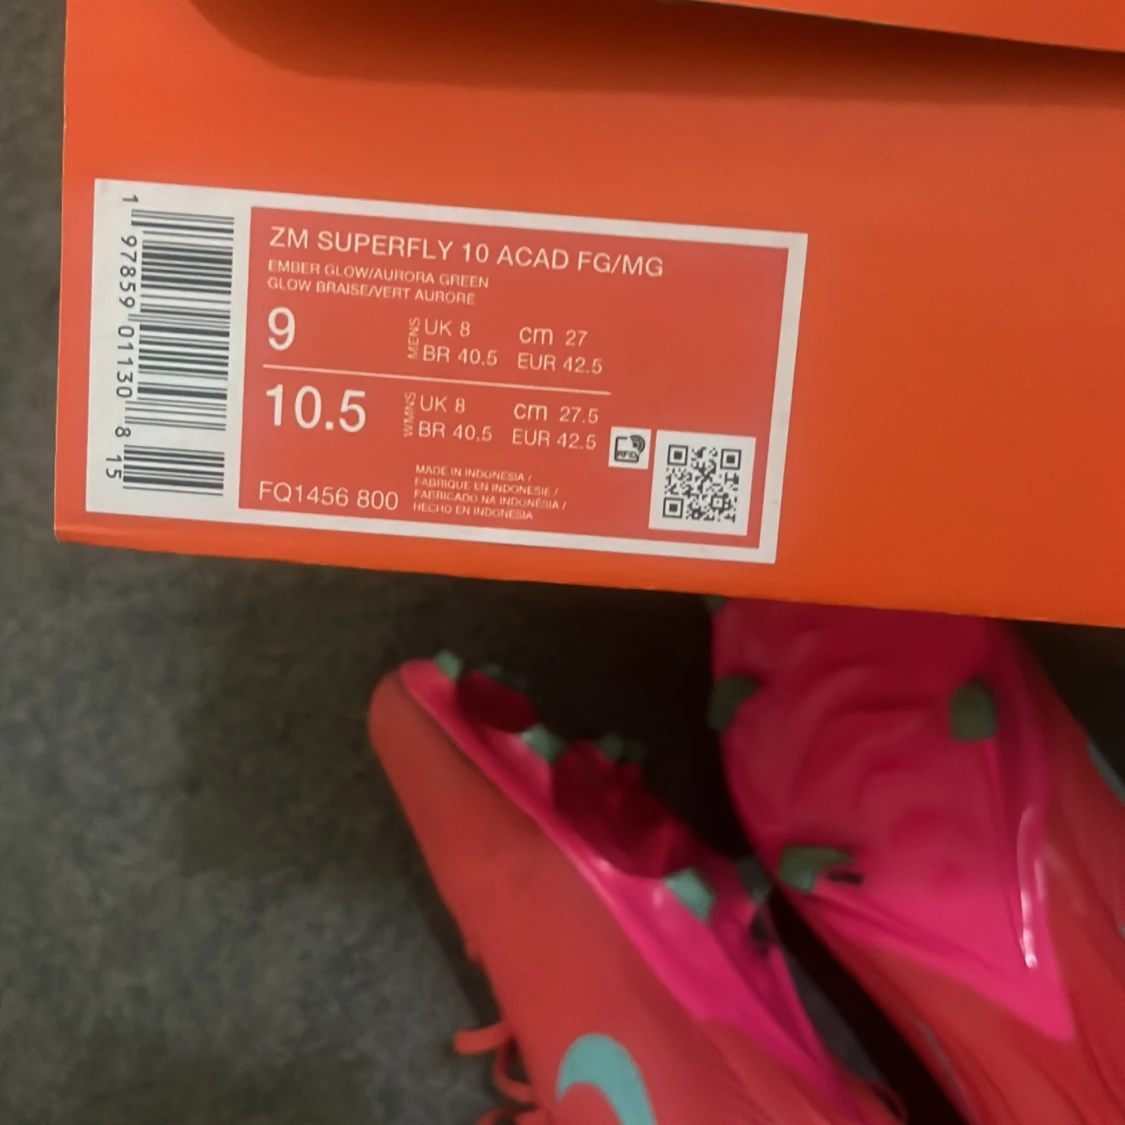 ZM SUPERFLY 10 ACAD FG/MG
EMBER GLOW/AURORA GREEN
GLOW BRAISE/VERT AURORE
9
MENS
UK 8 cm 27
BR 40.5 EUR 42.5
10.5
WMNS
UK 8 cm 27.5
BR 40.5 EUR 42.5
RFID
FQ1456 800
MADE IN INDONESIA /
FABRIQUE EN INDONESIE /
FABRICADO NA INDONÉSIA /
HECHO EN INDONESIA
1 97859 01130 8 15